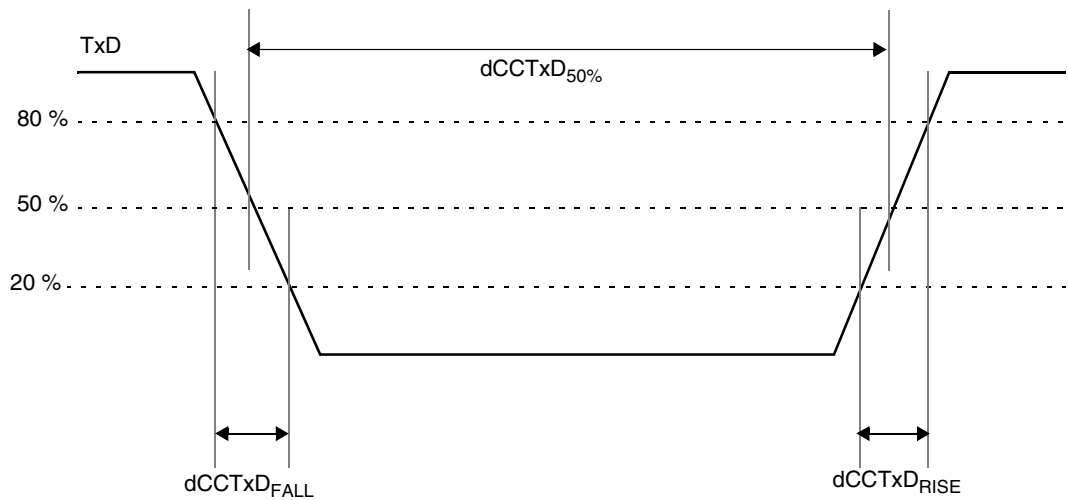 TxD
dCCTxD50%
80 %
50 %
20 %
dCCTxDFALL
dCCTxDRISE